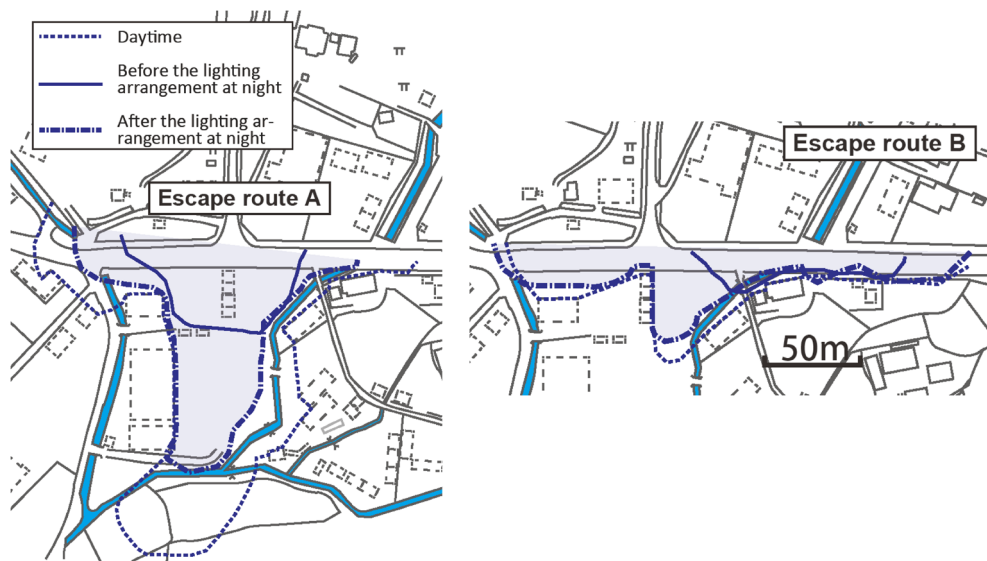 Daytime
Before the lighting
arrangement at night
After the lighting ar-
rangement at night
Escape route A
Escape route B
50m